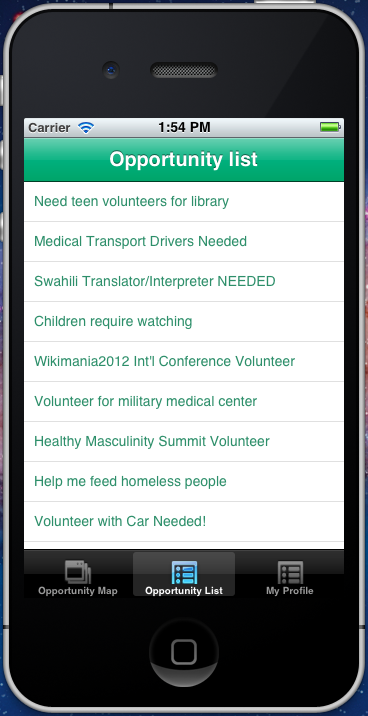 Carrier 1:54 PM
Opportunity list
Need teen volunteers for library
Medical Transport Drivers Needed
Swahili Translator/Interpreter NEEDED
Children require watching
Wikimania2012 Int'l Conference Volunteer
Volunteer for military medical center
Healthy Masculinity Summit Volunteer
Help me feed homeless people
Volunteer with Car Needed!
Opportunity Map Opportunity List My Profile